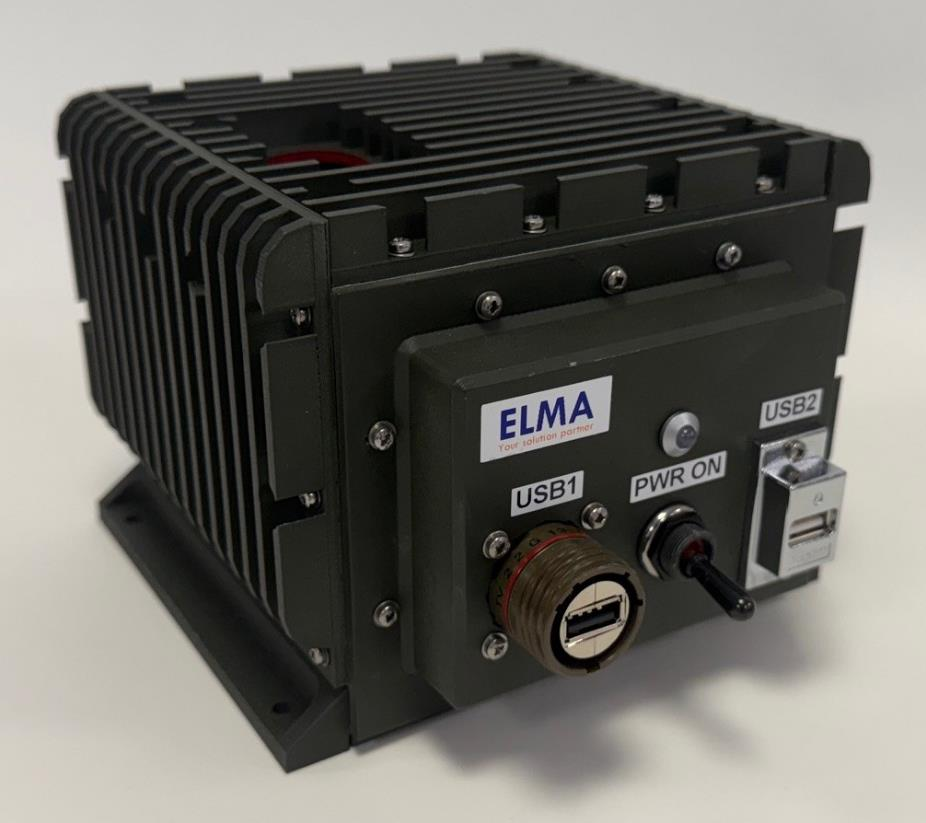 ELMA
Your solution partner
USB2
PWR ON
USB1